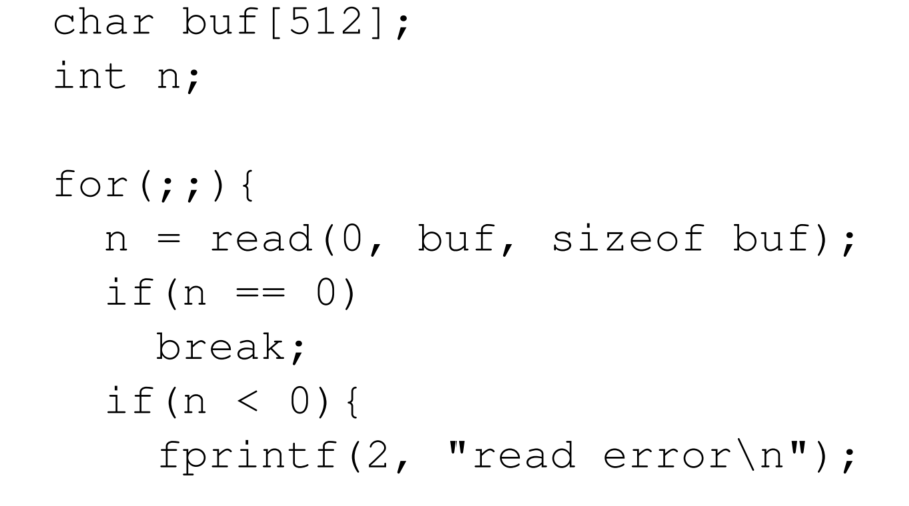 char buf[512];
int n;

for(;;){
  n = read(0, buf, sizeof buf);
  if(n == 0)
    break;
  if(n < 0){
    fprintf(2, "read error\n");